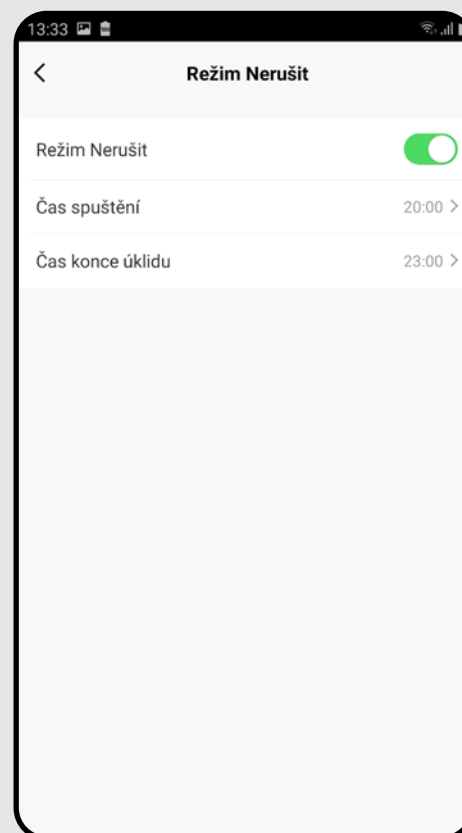 13:33
Režim Nerušit
Režim Nerušit
Čas spuštění 20:00
Čas konce úklidu 23:00